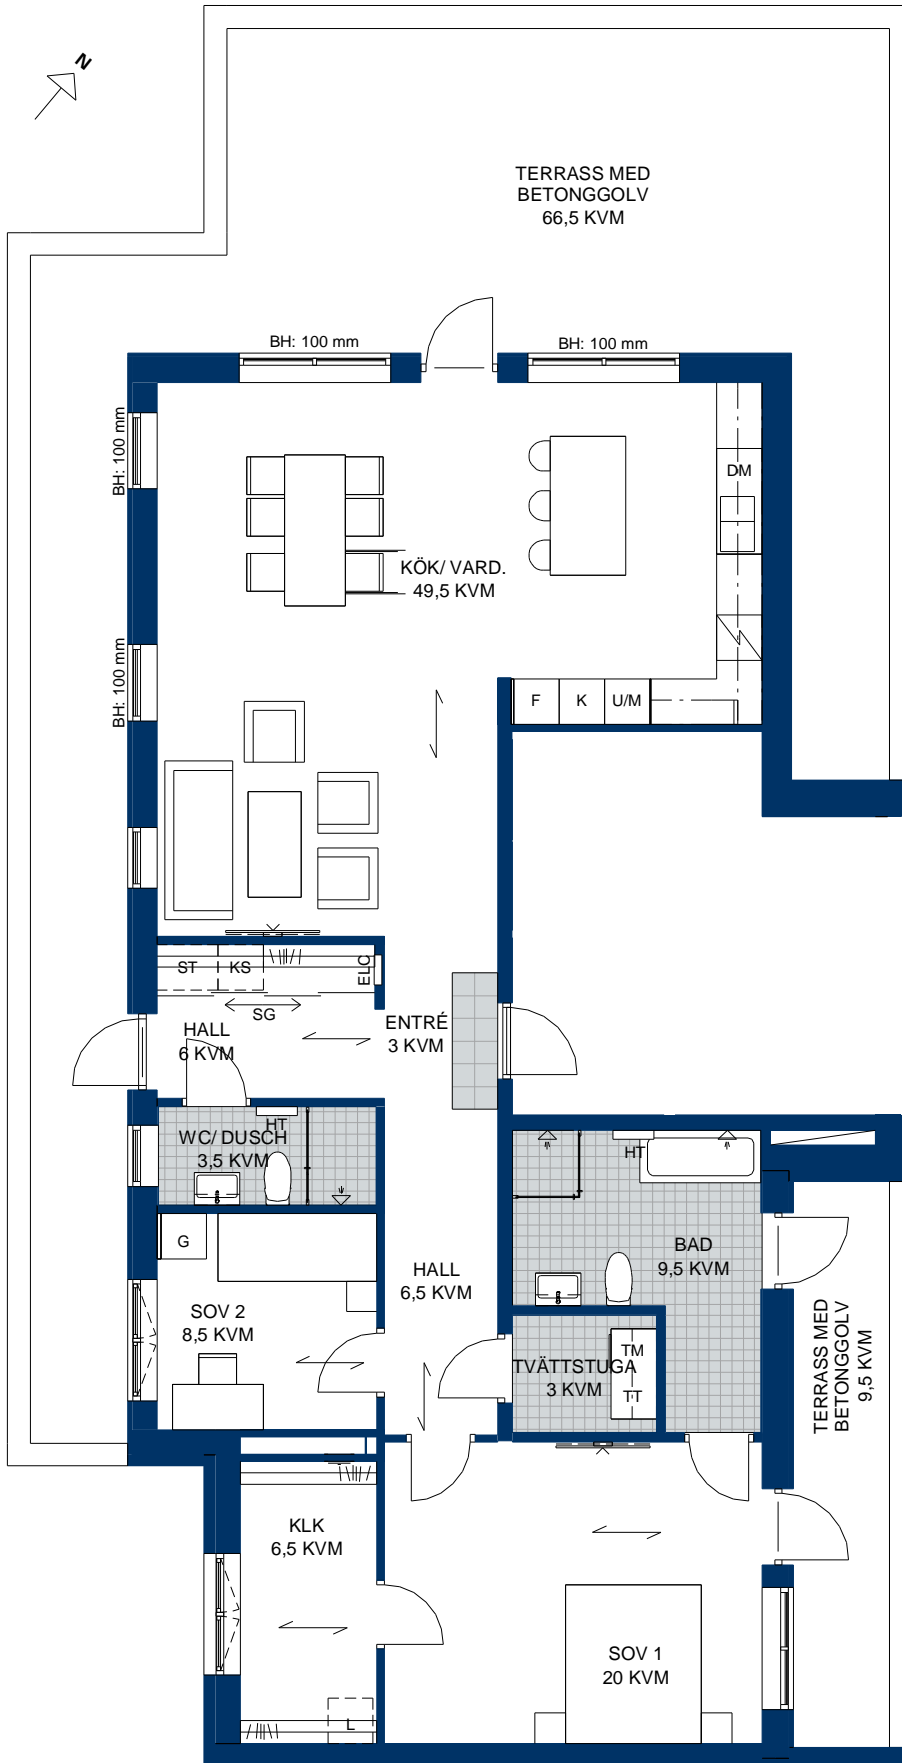 N
TERRASS MED
BETONGGOLV
66,5 KVM
BH: 100 mm
BH: 100 mm
BH: 100 mm
DM
KÖK/ VARD.
49,5 KVM
BH: 100 mm
F
K
U/M
ST
KS
ELC
SG
HALL
6 KVM
ENTRÉ
3 KVM
HT
WC/ DUSCH
3,5 KVM
HT
G
BAD
9,5 KVM
HALL
6,5 KVM
SOV 2
8,5 KVM
TM
TVÄTTSTUGA
3 KVM
TT
TERRASS MED
BETONGGOLV
9,5 KVM
KLK
6,5 KVM
SOV 1
20 KVM
L